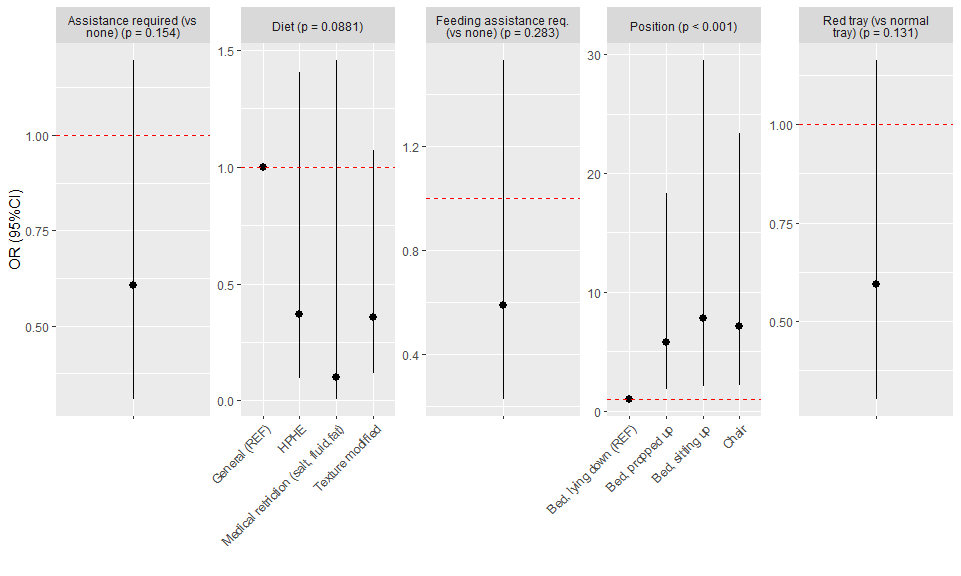 Assistance required (vs
none) (p = 0.154)
Diet (p = 0.0881)
Feeding assistance req.
(vs none) (p = 0.283)
Position (p < 0.001)
Red tray (vs normal
tray) (p = 0.131)
OR (95%CI)
1.00
0.75
0.50
1.5
1.0
0.5
0.0
1.2
0.8
0.4
30
20
10
0
1.00
0.75
0.50
General (REF)
HPHE
Medical retriction (salt, fluid,fat)
Texture modified
Bed, lying down (REF)
Bed, propped up
Bed, sitting up
Chair